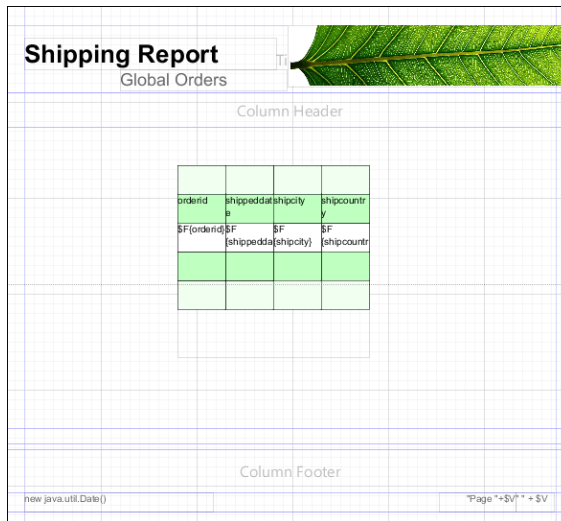 Shipping Report
Ti
Global Orders
Column Header
orderid shippeddat shipcity shipcountr
e y
$F{orderid} $F $F $F
{shippedda {shipcity} {shipcountr
Column Footer
new java.util.Date() "Page "+$V" " + $V